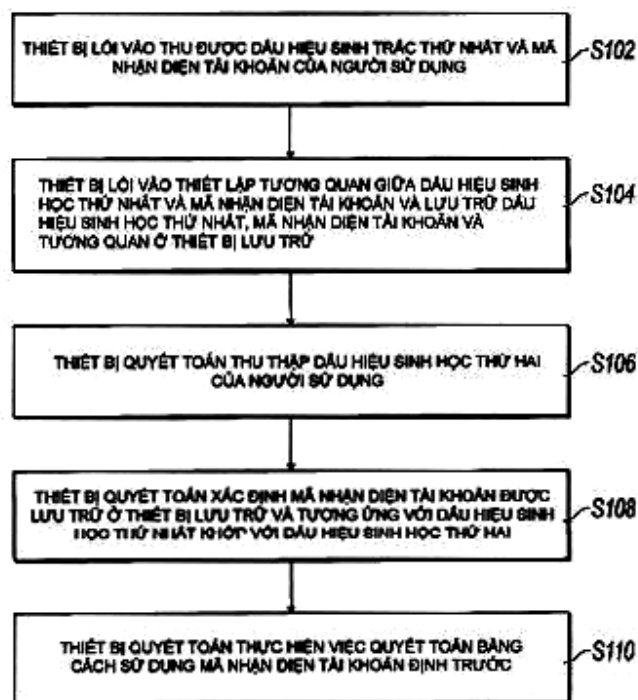 THIẾT BỊ LỐI VÀO THU ĐƯỢC DẤU HIỆU SINH TRẮC THỨ NHẤT VÀ MÃ
NHẬN DIỆN TÀI KHOẢN CỦA NGƯỜI SỬ DỤNG
S102
THIẾT BỊ LỐI VÀO THIẾT LẬP TƯƠNG QUAN GIỮA DẤU HIỆU SINH
HỌC THỨ NHẤT VÀ MÃ NHẬN DIỆN TÀI KHOẢN VÀ LƯU TRỮ DẤU
HIỆU SINH HỌC THỨ NHẤT, MÃ NHẬN DIỆN TÀI KHOẢN VÀ
TƯƠNG QUAN Ở THIẾT BỊ LƯU TRỮ
S104
THIẾT BỊ QUYẾT TOÁN THU THẬP DẤU HIỆU SINH HỌC THỨ HAI
CỦA NGƯỜI SỬ DỤNG
S106
THIẾT BỊ QUYẾT TOÁN XÁC ĐỊNH MÃ NHẬN DIỆN TÀI KHOẢN ĐƯỢC
LƯU TRỮ Ở THIẾT BỊ LƯU TRỮ VÀ TƯƠNG ỨNG VỚI DẤU HIỆU SINH
HỌC THỨ NHẤT KHỚP VỚI DẤU HIỆU SINH HỌC THỨ HAI
S108
THIẾT BỊ QUYẾT TOÁN THỰC HIỆN VIỆC QUYẾT TOÁN BẰNG
CÁCH SỬ DỤNG MÃ NHẬN DIỆN TÀI KHOẢN ĐỊNH TRƯỚC
S110